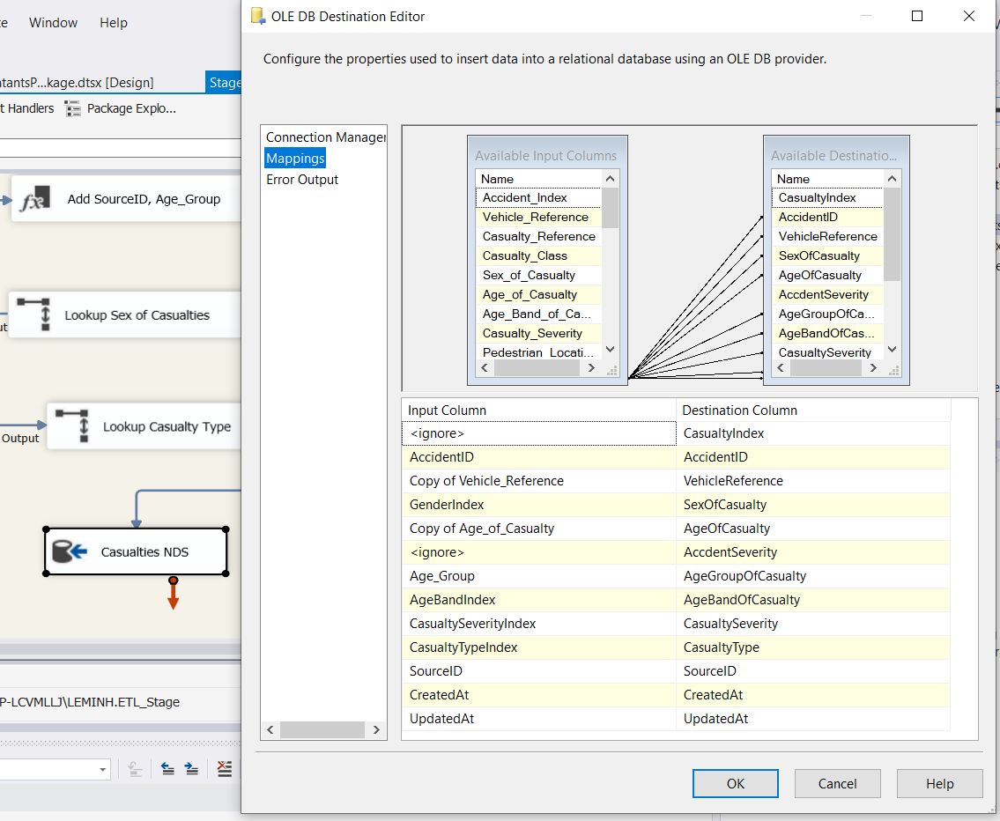 e Window Help
OLE DB Destination Editor
Configure the properties used to insert data into a relational database using an OLE DB provider.
tantsP...kage.dtsx [Design] Stage
t Handlers Package Explo...
Add SourceID, Age_Group
Lookup Sex of Casualties
ut
Lookup Casualty Type
Output
Casualties NDS
P-LCVMLLJ\LEMINH.ETL_Stage
Connection Manager
Mappings
Error Output
Available Input Columns
Name
Accident_Index
Vehicle_Reference
Casualty_Reference
Casualty_Class
Sex_of_Casualty
Age_of_Casualty
Age_Band_of_Ca...
Casualty_Severity
Pedestrian_Locati...
Available Destinatio...
Name
CasualtyIndex
AccidentID
VehicleReference
SexOfCasualty
AgeOfCasualty
AccdentSeverity
AgeGroupOfCa...
AgeBandOfCas...
CasualtySeverity
Input Column Destination Column
<ignore> CasualtyIndex
AccidentID AccidentID
Copy of Vehicle_Reference VehicleReference
GenderIndex SexOfCasualty
Copy of Age_of_Casualty AgeOfCasualty
<ignore> AccdentSeverity
Age_Group AgeGroupOfCasualty
AgeBandIndex AgeBandOfCasualty
CasualtySeverityIndex CasualtySeverity
CasualtyTypeIndex CasualtyType
SourceID SourceID
CreatedAt CreatedAt
UpdatedAt UpdatedAt
OK Cancel Help